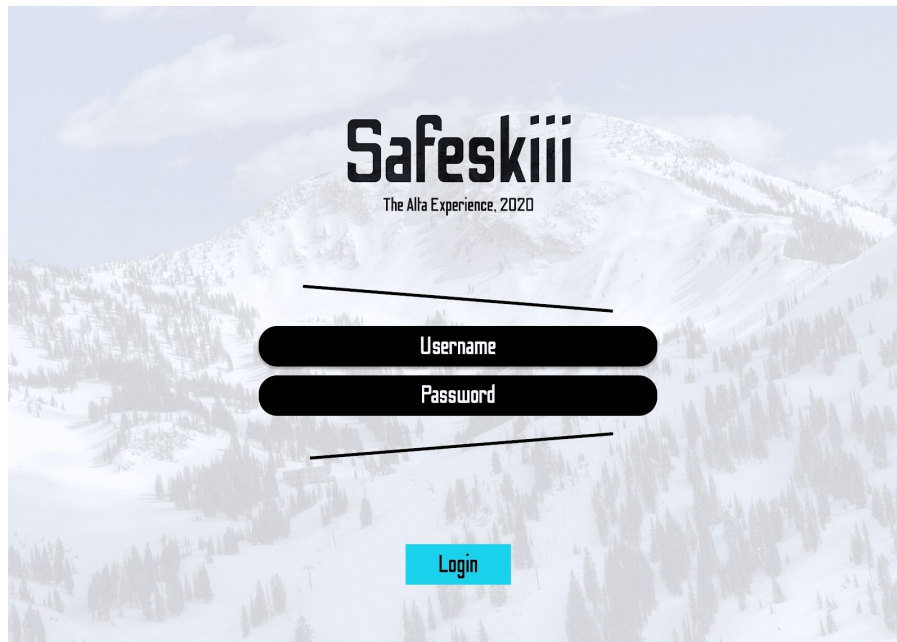 Safeskiii
The Alta Experience, 2020
Username
Password
Login